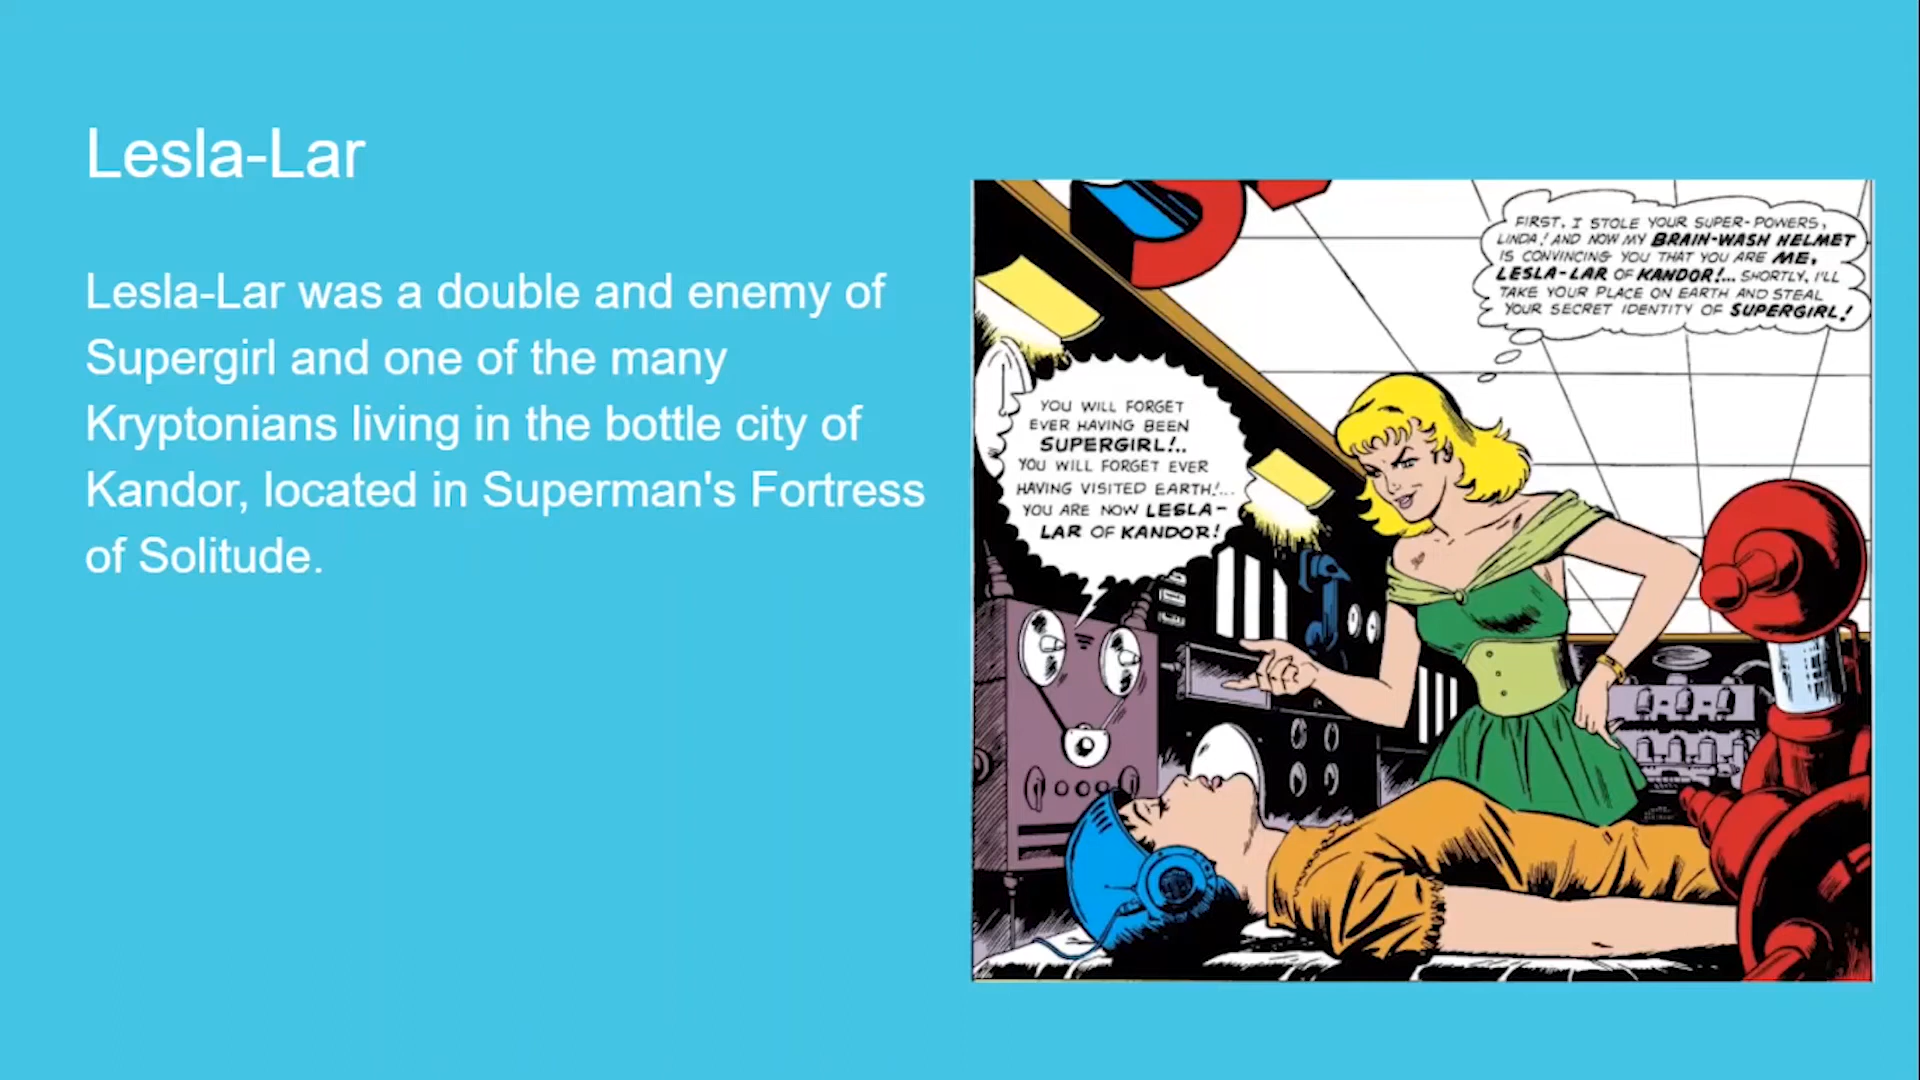 Lesla-Lar
Lesla-Lar was a double and enemy of
Supergirl and one of the many
Kryptonians living in the bottle city of
Kandor, located in Superman's Fortress
of Solitude.
FIRST, I STOLE YOUR SUPER-POWERS,
LINDA! AND NOW MY BRAIN-WASH HELMET
IS CONVINCING YOU THAT YOU ARE ME,
LESLA-LAR OF KANDOR!... SHORTLY, I'LL
TAKE YOUR PLACE ON EARTH AND STEAL
YOUR SECRET IDENTITY OF SUPERGIRL!
YOU WILL FORGET
EVER HAVING BEEN
SUPERGIRL!..
YOU WILL FORGET EVER
HAVING VISITED EARTH!...
YOU ARE NOW LESLA-
LAR OF KANDOR!